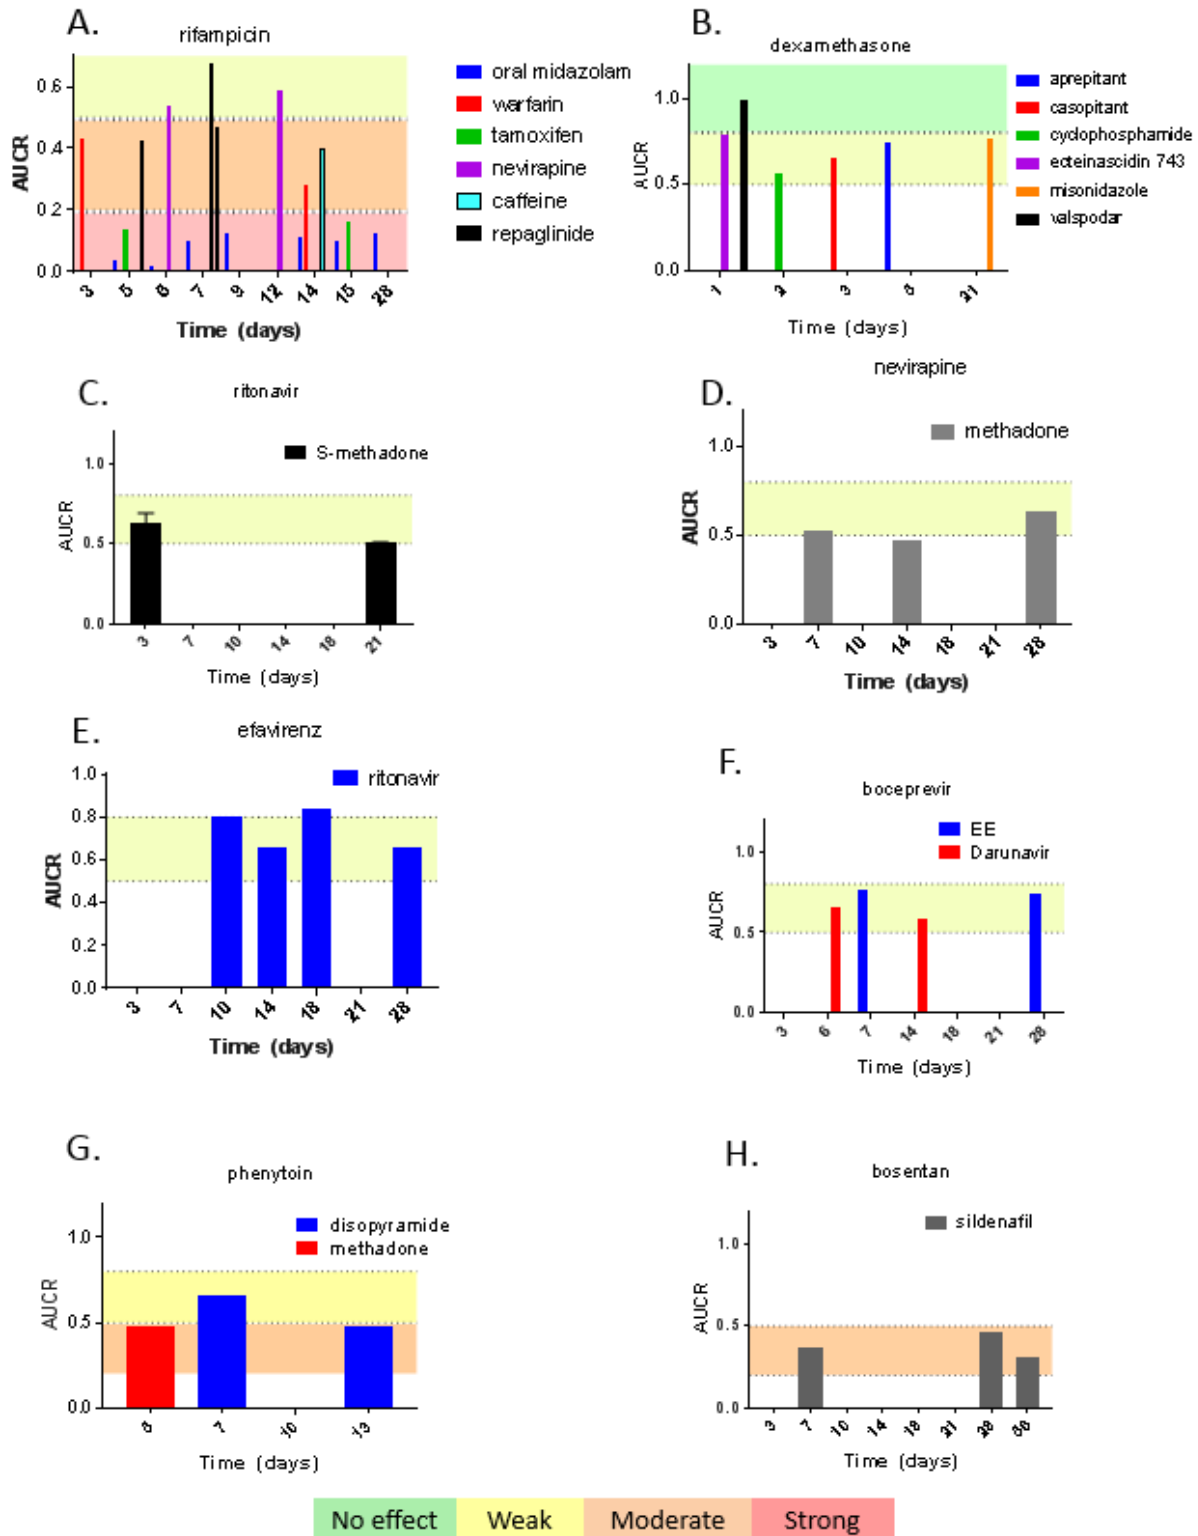 A.
rifampicin
0.6
0.4
0.2
0.0
AUCR
3
5
6
7
9
12
14
15
28
Time (days)
oral midazolam
warfarin
tamoxifen
nevirapine
caffeine
repaglinide
B.
dexamethasone
1.0
0.5
0.0
AUCR
1
2
3
5
21
Time (days)
aprepitant
casopitant
cyclophosphamide
ecteinascidin 743
misonidazole
valspodar
C.
ritonavir
S-methadone
1.0
0.5
0.0
AUCR
3
7
10
14
18
21
Time (days)
D.
nevirapine
methadone
1.0
0.5
0.0
AUCR
3
7
10
14
18
21
28
Time (days)
E.
efavirenz
ritonavir
1.0
0.8
0.6
0.4
0.2
0.0
AUCR
3
7
10
14
18
21
28
Time (days)
F.
boceprevir
EE
Darunavir
1.0
0.5
0.0
AUCR
3
6
7
14
18
21
28
Time (days)
G.
phenytoin
disopyramide
methadone
1.0
0.5
0.0
AUCR
7
10
13
Time (days)
H.
bosentan
sildenafil
1.0
0.5
0.0
AUCR
3
7
10
14
18
21
28
Time (days)
No effect Weak Moderate Strong